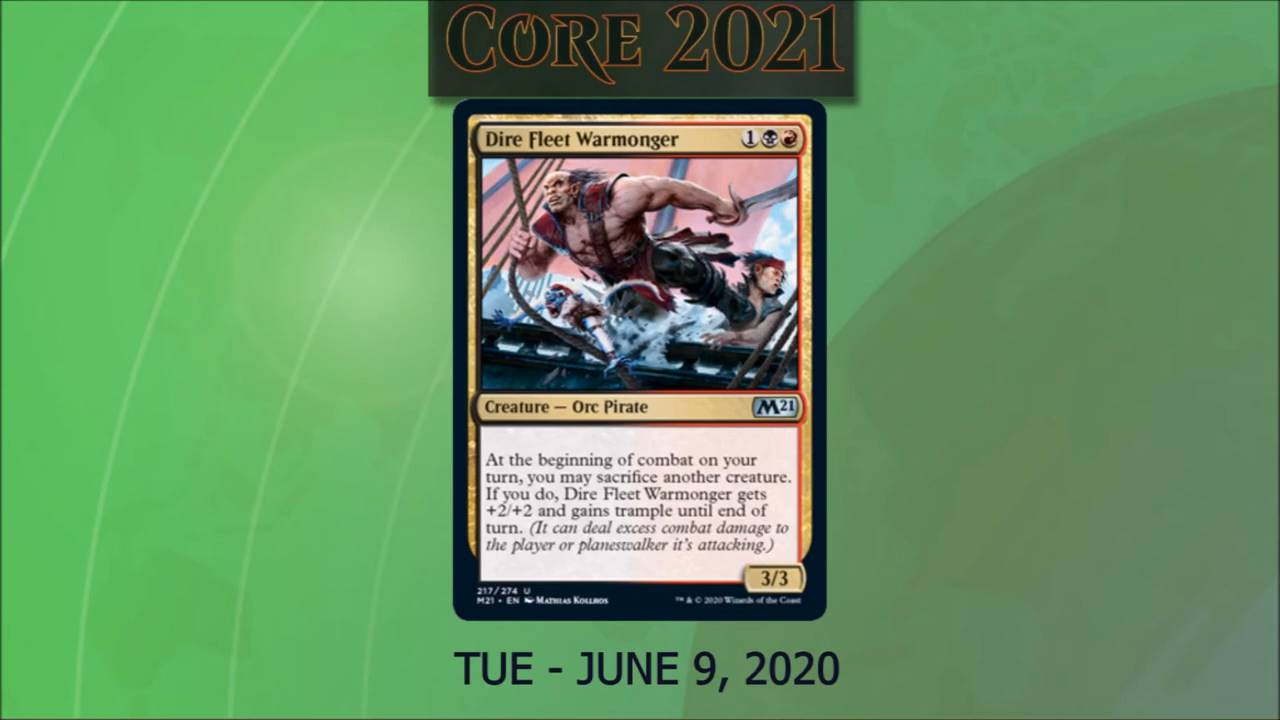 CORE 2021
Dire Fleet Warmonger 1
Creature — Orc Pirate M21
At the beginning of combat on your
turn, you may sacrifice another creature.
If you do, Dire Fleet Warmonger gets
+2/+2 and gains trample until end of
turn. (It can deal excess combat damage to
the player or planeswalker it's attacking.)
3/3
217/274 U
M21 • EN Mathias Kollros ™ & © 2020 Wizards of the Coast
TUE - JUNE 9, 2020